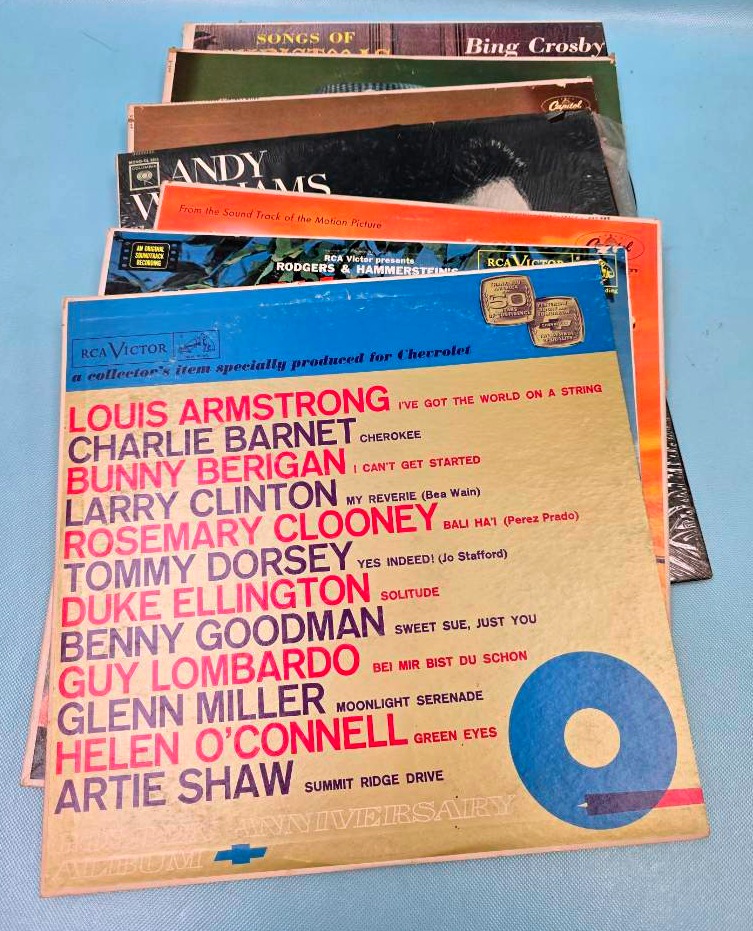 SONGS OF
CHRISTMAS
Bing Crosby
Capitol
COLUMBIA
ANDY
WILLIAMS
From the Sound Track of the Motion Picture
Capitol
AN ORIGINAL
SOUNDTRACK
RECORDING
RCA Victor presents
RODGERS & HAMMERSTEIN'S
RCA VICTOR
RCA VICTOR
50
a collector's item specially produced for Chevrolet
LOUIS ARMSTRONG I'VE GOT THE WORLD ON A STRING
CHARLIE BARNET CHEROKEE
BUNNY BERIGAN I CAN'T GET STARTED
LARRY CLINTON MY REVERIE (Bea Wain)
ROSEMARY CLOONEY BALI HA'I (Perez Prado)
TOMMY DORSEY YES INDEED! (Jo Stafford)
DUKE ELLINGTON SOLITUDE
BENNY GOODMAN SWEET SUE, JUST YOU
GUY LOMBARDO BEI MIR BIST DU SCHON
GLENN MILLER MOONLIGHT SERENADE
HELEN O'CONNELL GREEN EYES
ARTIE SHAW SUMMIT RIDGE DRIVE
ANNIVERSARY
ALBUM